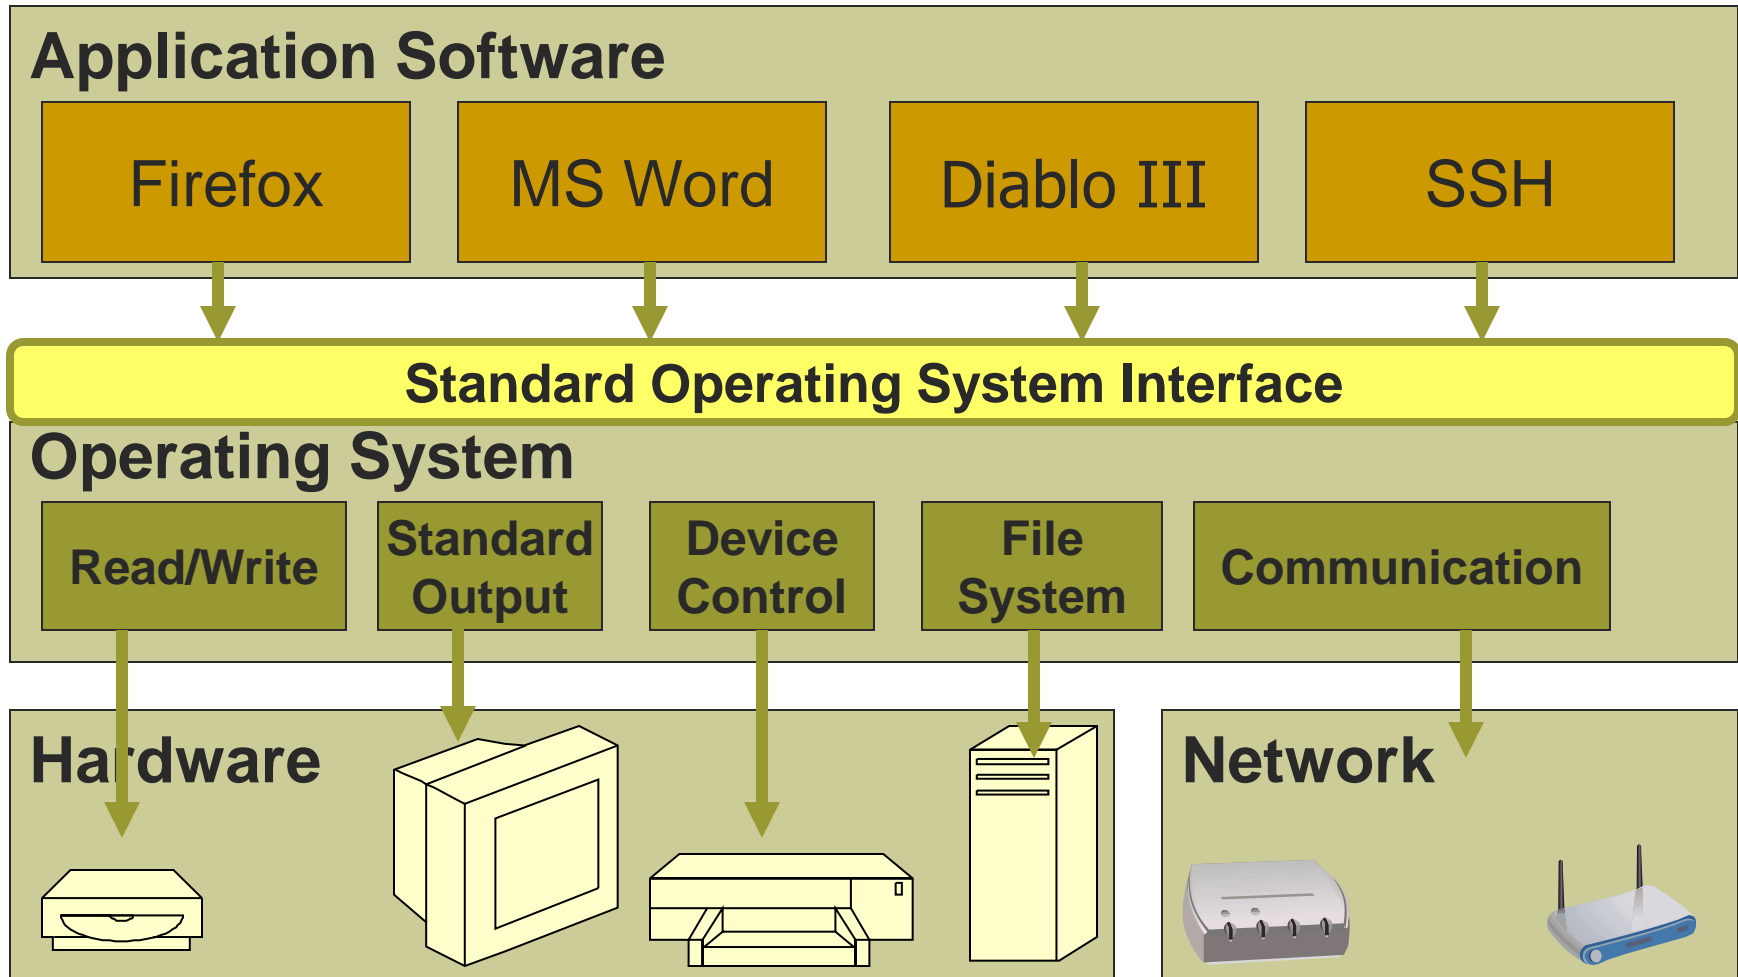 Application Software
Firefox
MS Word
Diablo III
SSH
Standard Operating System Interface
Operating System
Read/Write
Standard
Output
Device
Control
File
System
Communication
Hardware
Network